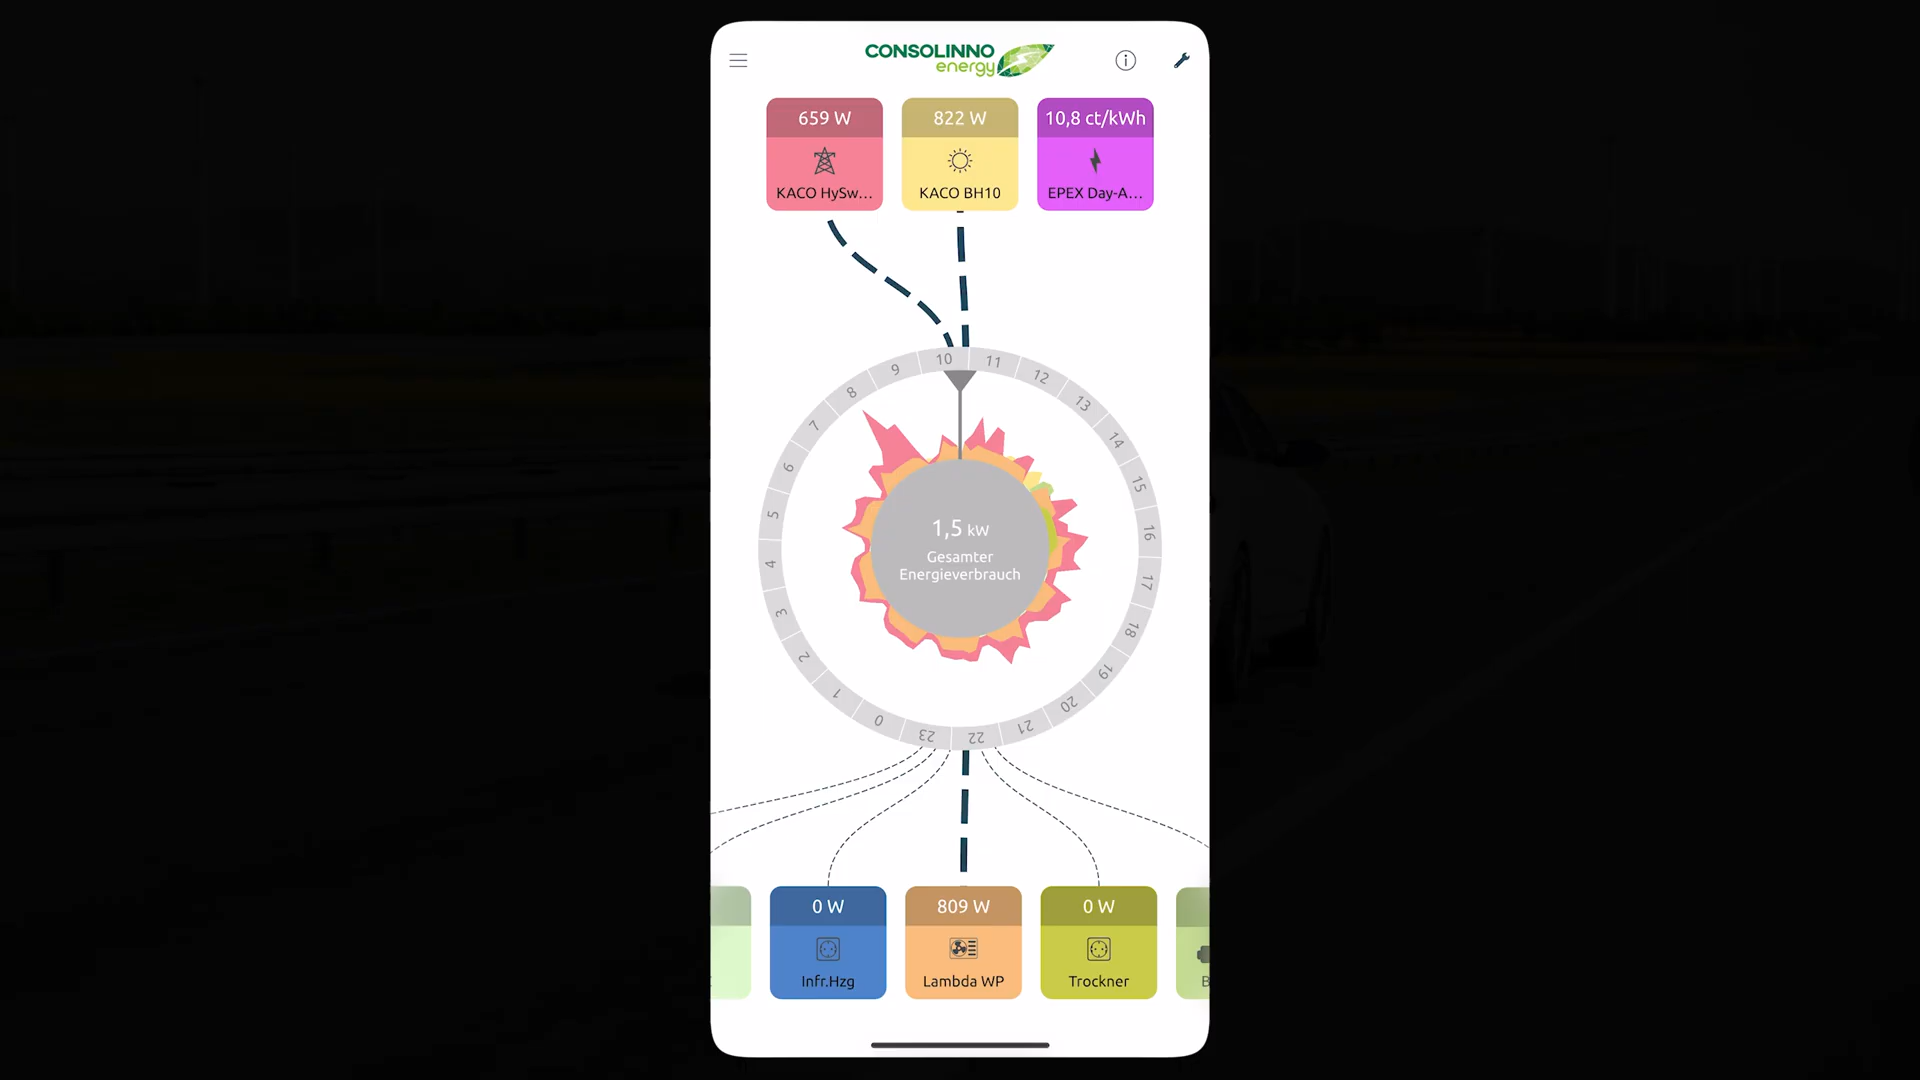 CONSOLINNO
energy
659 W
822 W
10,8 ct/kWh
KACO HySw...
KACO BH10
EPEX Day-A...
10
11
12
13
14
15
16
17
18
19
20
21
22
23
0
1
2
3
4
5
6
7
8
9
1,5 kW
Gesamter
Energieverbrauch
0 W
809 W
0 W
Infr.Hzg
Lambda WP
Trockner
B